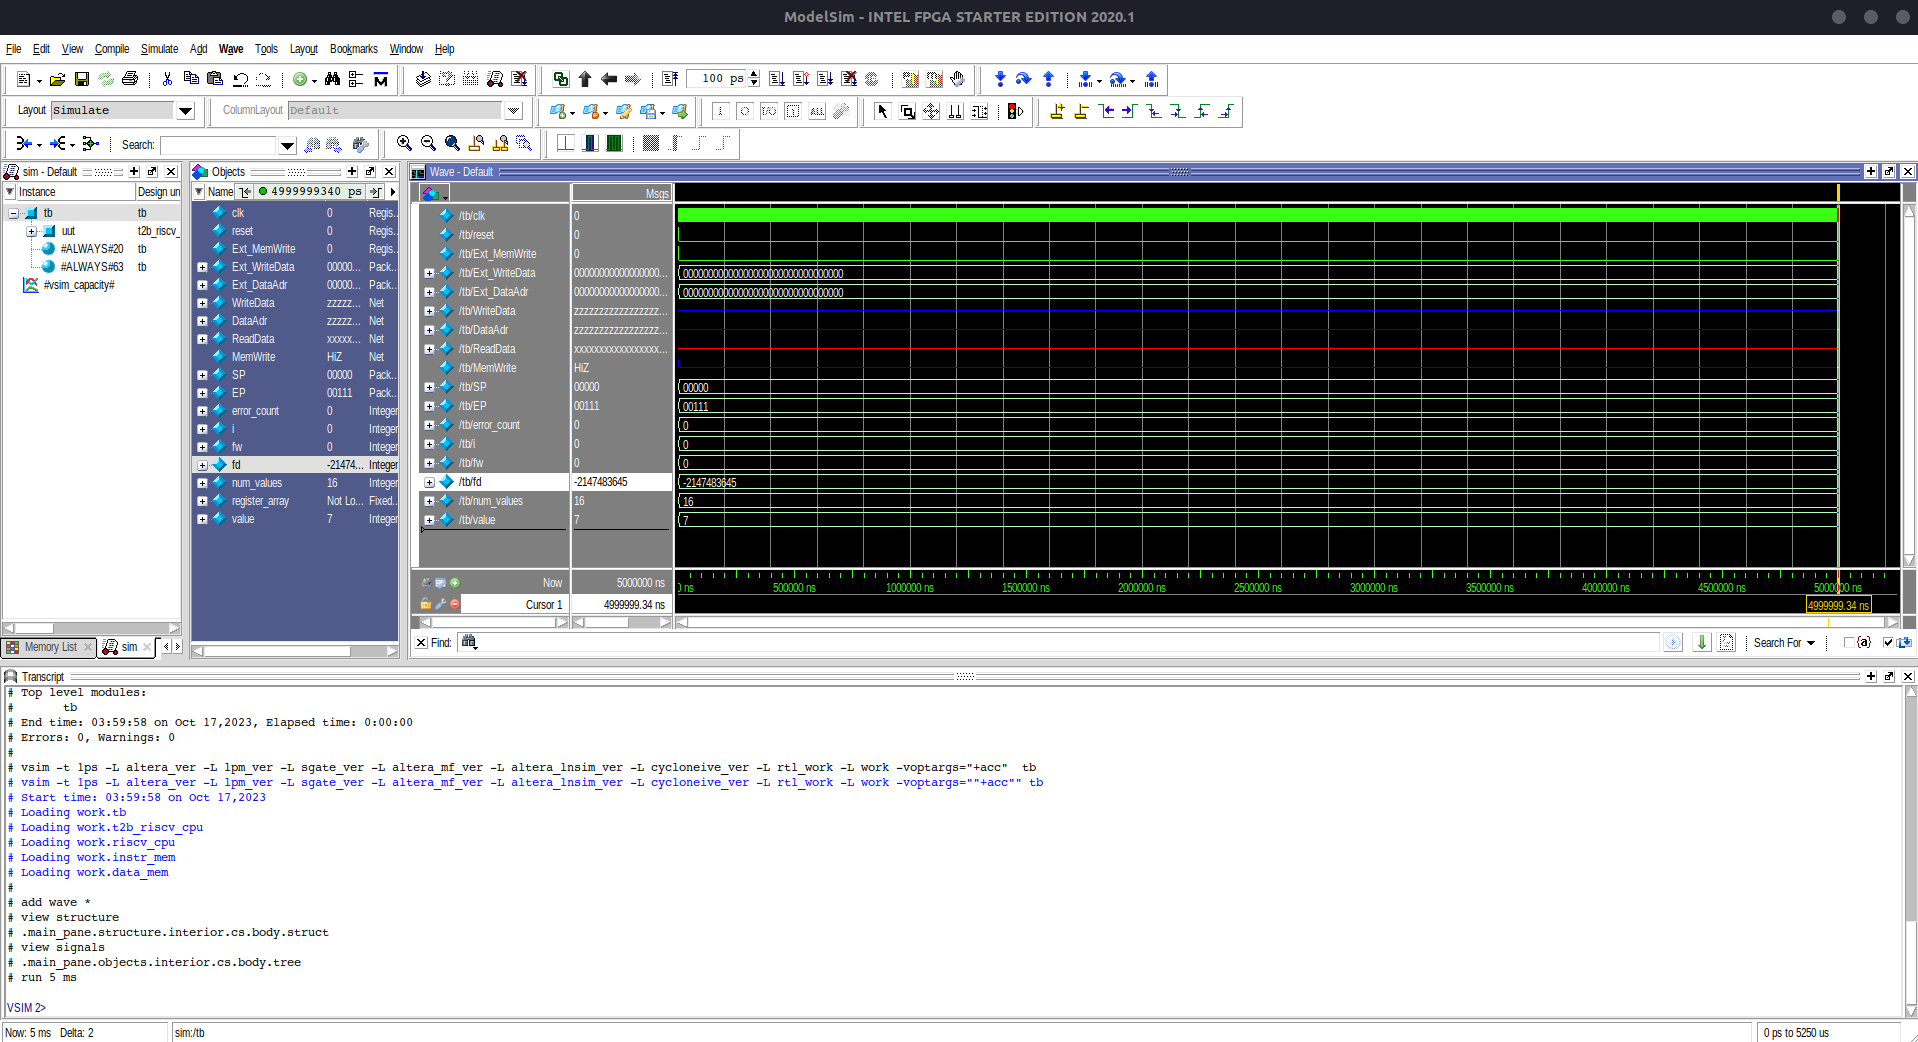 ModelSim - INTEL FPGA STARTER EDITION 2020.1
File Edit View Compile Simulate Add Wave Tools Layout Bookmarks Window Help
100 ps
Layout Simulate ColumnLayout Default
Search:
sim - Default
Instance Design un
tb tb
uut t2b_riscv_
#ALWAYS#20 tb
#ALWAYS#63 tb
#vsim_capacity#
Memory List sim
Objects
Name 4999999340 ps
clk 0 Regis...
reset 0 Regis...
Ext_MemWrite 0 Regis...
Ext_WriteData 00000... Pack...
Ext_DataAdr 00000... Pack...
WriteData zzzzz... Net
DataAdr zzzzz... Net
ReadData xxxxx... Net
MemWrite HiZ Net
SP 00000 Pack...
EP 00111 Pack...
error_count 0 Integer
i 0 Integer
fw 0 Integer
fd -21474... Integer
num_values 16 Integer
register_array Not Lo... Fixed...
value 7 Integer
Wave - Default
Msgs
/tb/clk 0
/tb/reset 0
/tb/Ext_MemWrite 0
/tb/Ext_WriteData 00000000000000000... 00000000000000000000000000000000
/tb/Ext_DataAdr 00000000000000000... 00000000000000000000000000000000
/tb/WriteData zzzzzzzzzzzzzzzzz...
/tb/DataAdr zzzzzzzzzzzzzzzzz...
/tb/ReadData xxxxxxxxxxxxxxxxx...
/tb/MemWrite HiZ
/tb/SP 00000 00000
/tb/EP 00111 00111
/tb/error_count 0 0
/tb/i 0 0
/tb/fw 0 0
/tb/fd -2147483645 -2147483645
/tb/num_values 16 16
/tb/value 7 7
Now 5000000 ns ns 500000 ns 1000000 ns 1500000 ns 2000000 ns 2500000 ns 3000000 ns 3500000 ns 4000000 ns 4500000 ns 5000000 ns
Cursor 1 4999999.34 ns 4999999.34 ns
Find: Search For
Transcript
# Top level modules:
# tb
# End time: 03:59:58 on Oct 17,2023, Elapsed time: 0:00:00
# Errors: 0, Warnings: 0
#
# vsim -t 1ps -L altera_ver -L lpm_ver -L sgate_ver -L altera_mf_ver -L altera_lnsim_ver -L cycloneive_ver -L rtl_work -L work -voptargs="+acc" tb
# vsim -t 1ps -L altera_ver -L lpm_ver -L sgate_ver -L altera_mf_ver -L altera_lnsim_ver -L cycloneive_ver -L rtl_work -L work -voptargs=""+acc"" tb
# Start time: 03:59:58 on Oct 17,2023
# Loading work.tb
# Loading work.t2b_riscv_cpu
# Loading work.riscv_cpu
# Loading work.instr_mem
# Loading work.data_mem
#
# add wave *
# view structure
# .main_pane.structure.interior.cs.body.struct
# view signals
# .main_pane.objects.interior.cs.body.tree
# run 5 ms
VSIM 2>
Now: 5 ms Delta: 2 sim:/tb 0 ps to 5250 us